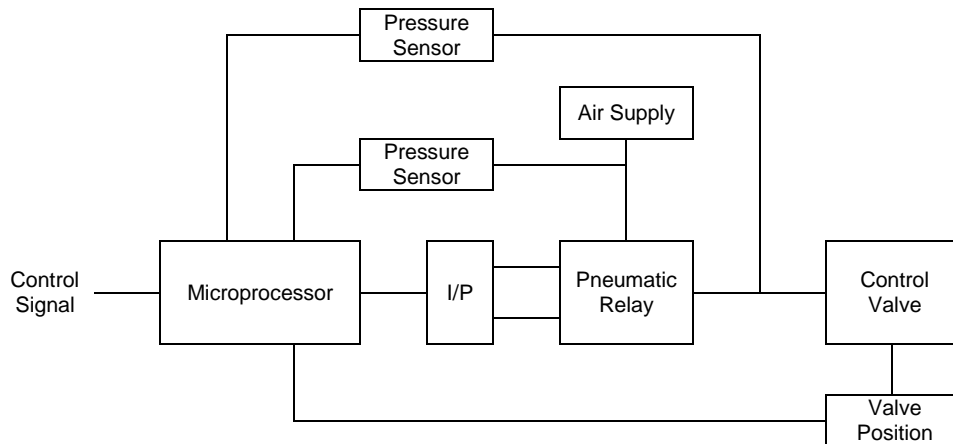 Pressure
Sensor
Air Supply
Pressure
Sensor
Control
Signal
Microprocessor
I/P
Pneumatic
Relay
Control
Valve
Valve
Position